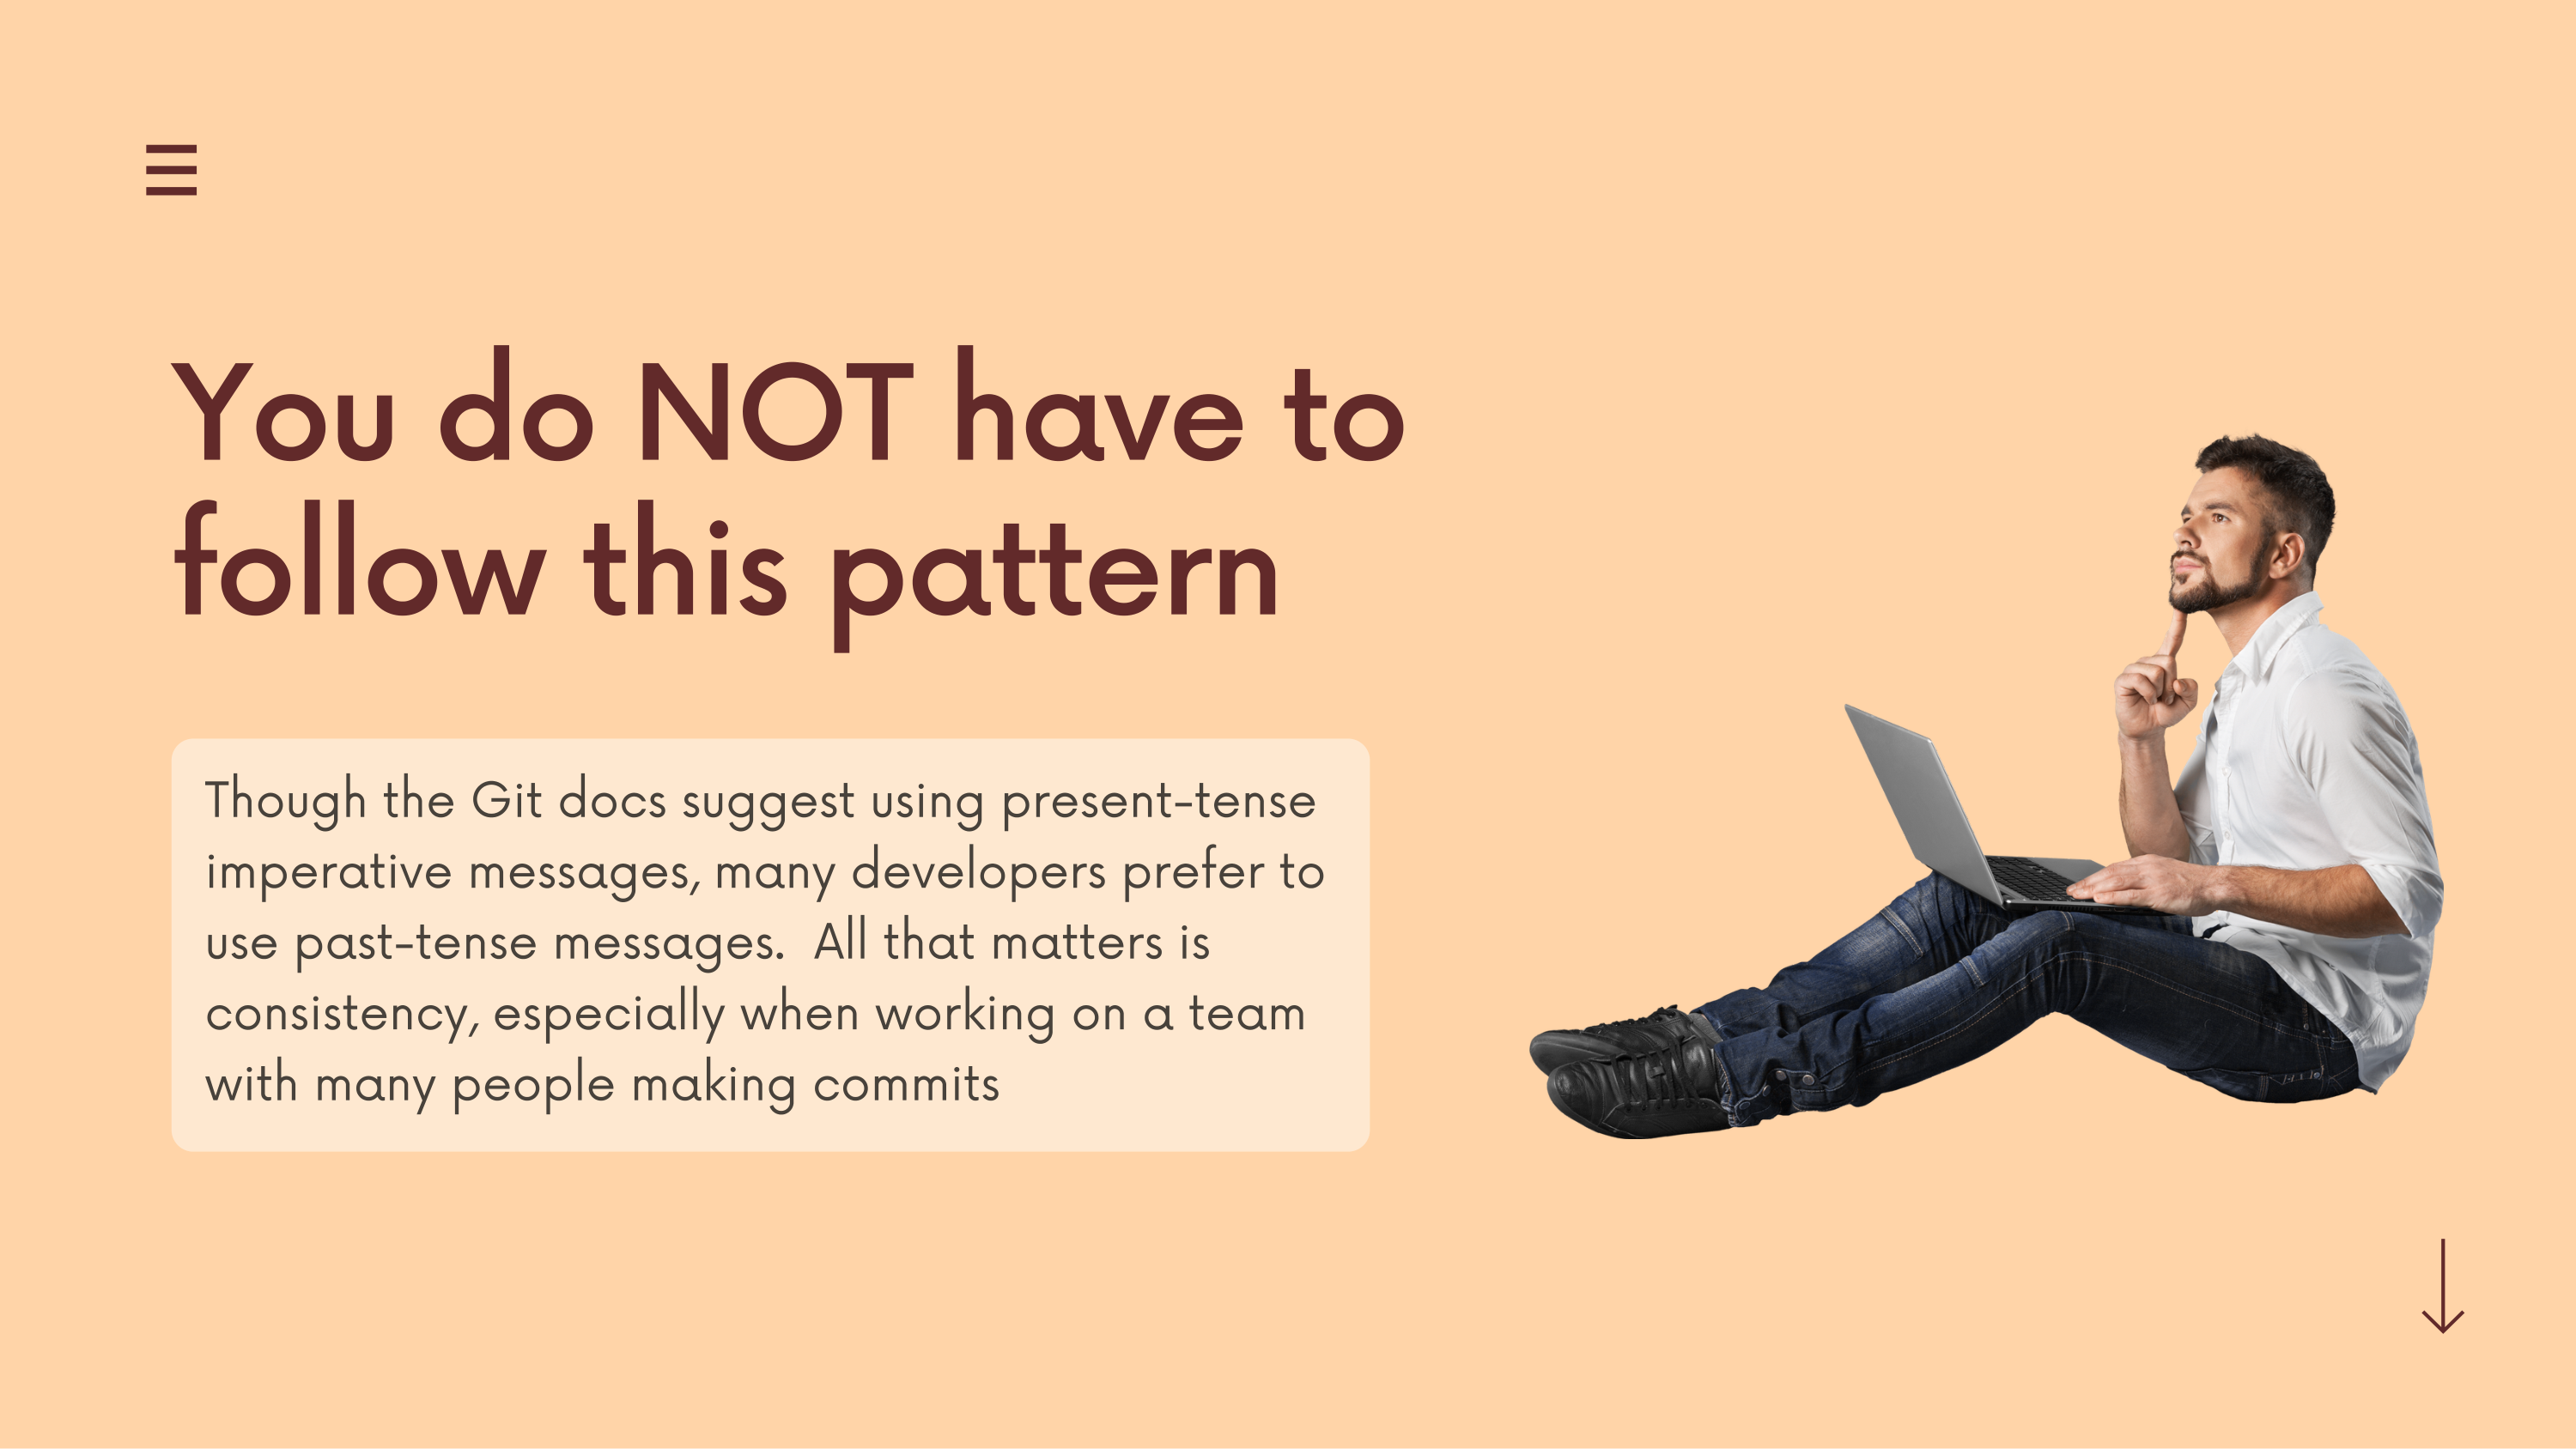 You do NOT have to
follow this pattern
Though the Git docs suggest using present-tense
imperative messages, many developers prefer to
use past-tense messages.  All that matters is
consistency, especially when working on a team
with many people making commits